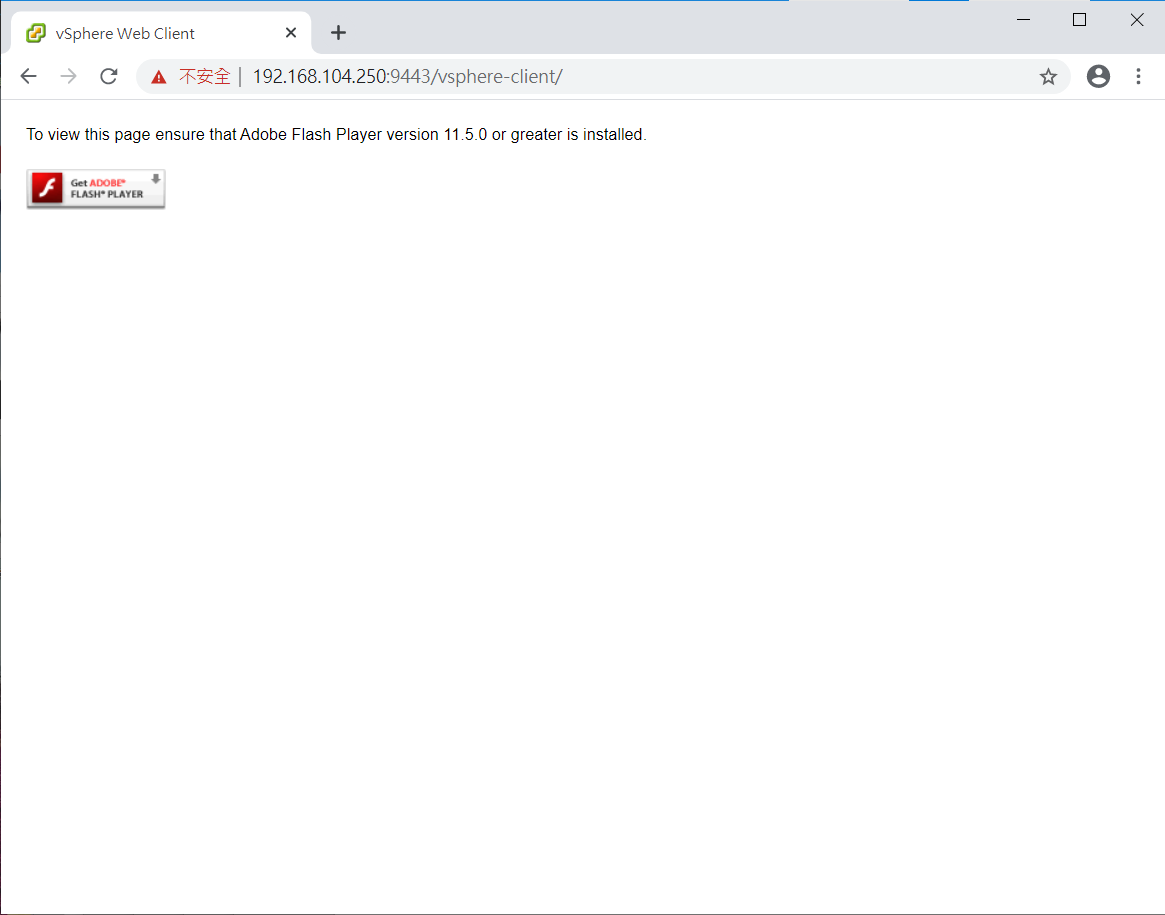 vSphere Web Client
不安全 | 192.168.104.250:9443/vsphere-client/
To view this page ensure that Adobe Flash Player version 11.5.0 or greater is installed.
Get ADOBE®
FLASH® PLAYER